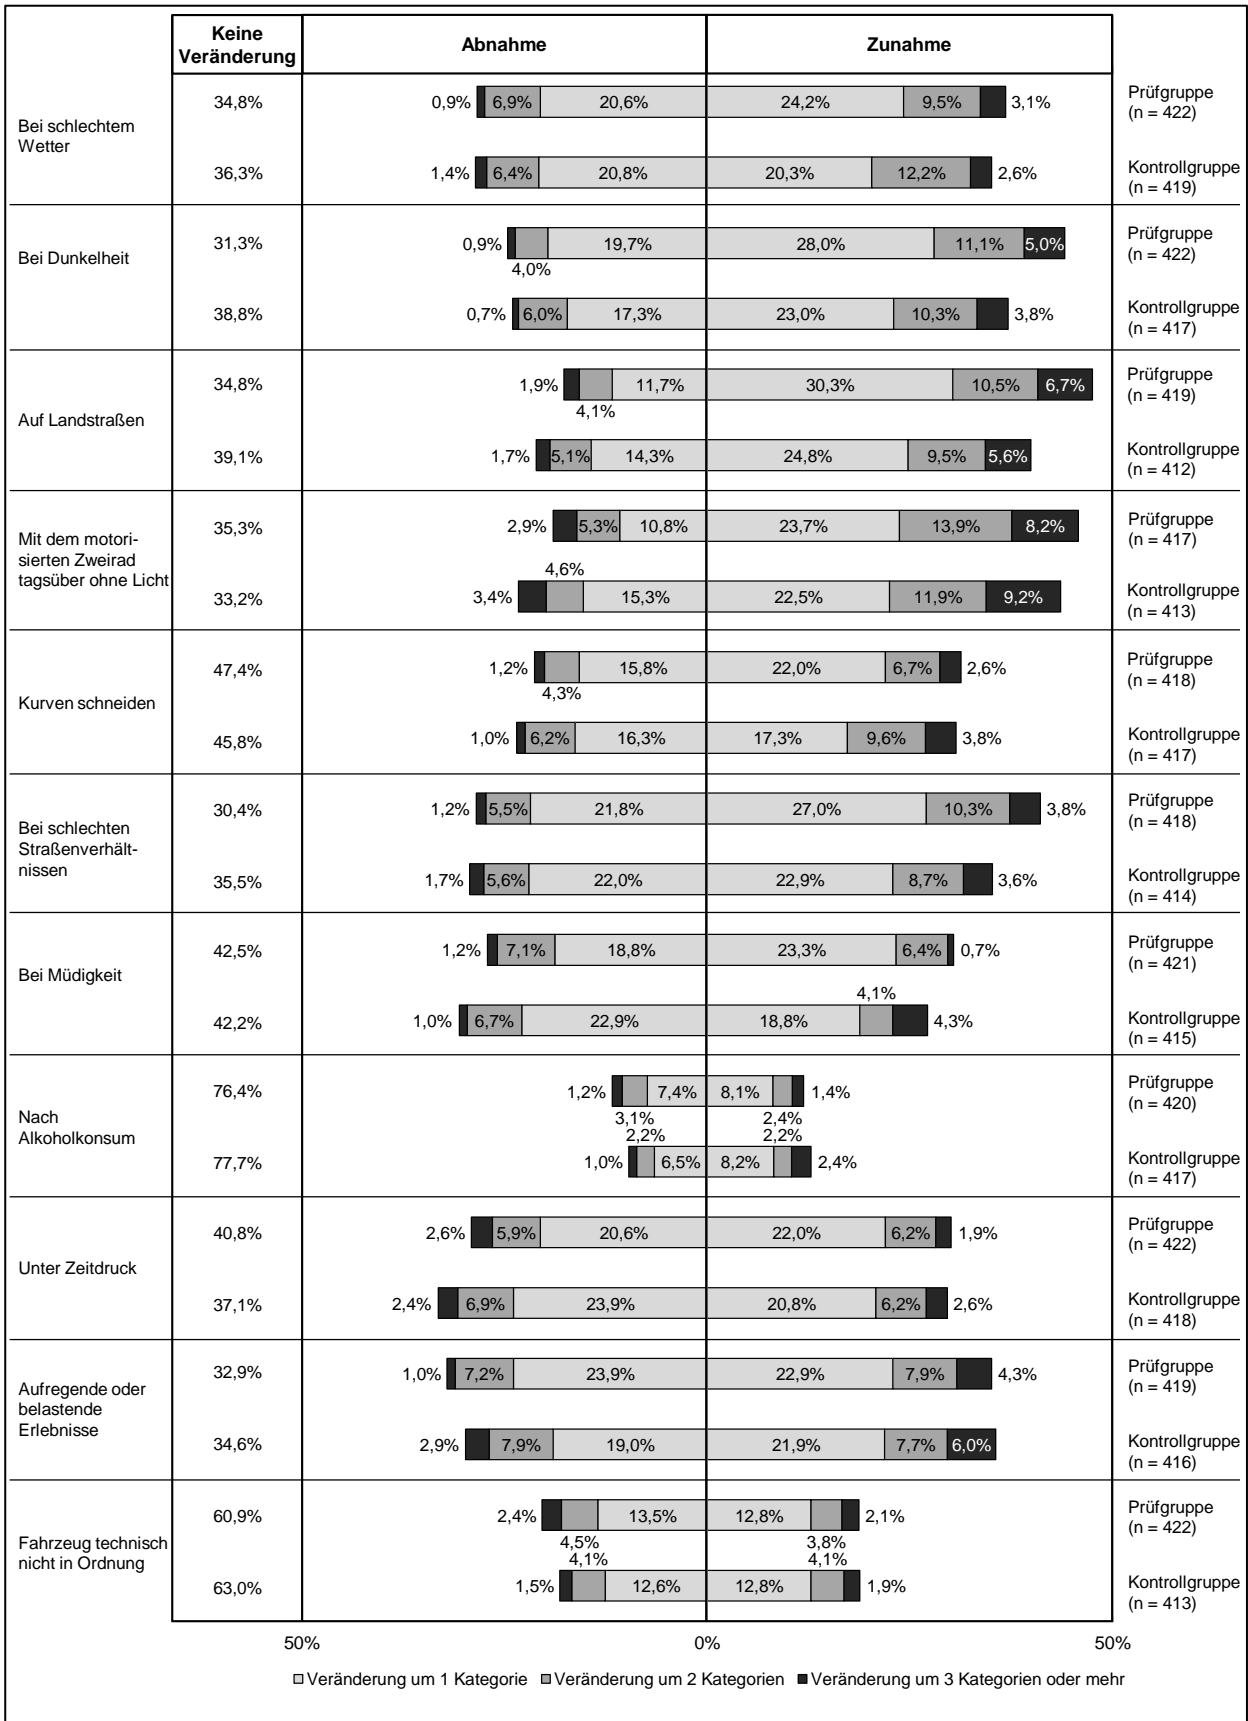 Keine
Veränderung
Abnahme
Zunahme
Bei schlechtem
Wetter
34,8%
0,9% 6,9% 20,6% 24,2% 9,5% 3,1%
Prüfgruppe
(n = 422)
36,3%
1,4% 6,4% 20,8% 20,3% 12,2% 2,6%
Kontrollgruppe
(n = 419)
Bei Dunkelheit
31,3%
0,9% 19,7% 28,0% 11,1% 5,0%
4,0%
Prüfgruppe
(n = 422)
38,8%
0,7% 6,0% 17,3% 23,0% 10,3% 3,8%
Kontrollgruppe
(n = 417)
Auf Landstraßen
34,8%
1,9% 11,7% 30,3% 10,5% 6,7%
4,1%
Prüfgruppe
(n = 419)
39,1%
1,7% 5,1% 14,3% 24,8% 9,5% 5,6%
Kontrollgruppe
(n = 412)
Mit dem motori-
sierten Zweirad
tagsüber ohne Licht
35,3%
2,9% 5,3% 10,8% 23,7% 13,9% 8,2%
Prüfgruppe
(n = 417)
4,6%
33,2%
3,4% 15,3% 22,5% 11,9% 9,2%
Kontrollgruppe
(n = 413)
Kurven schneiden
47,4%
1,2% 15,8% 22,0% 6,7% 2,6%
4,3%
Prüfgruppe
(n = 418)
45,8%
1,0% 6,2% 16,3% 17,3% 9,6% 3,8%
Kontrollgruppe
(n = 417)
Bei schlechten
Straßenverhält-
nissen
30,4%
1,2% 5,5% 21,8% 27,0% 10,3% 3,8%
Prüfgruppe
(n = 418)
35,5%
1,7% 5,6% 22,0% 22,9% 8,7% 3,6%
Kontrollgruppe
(n = 414)
Bei Müdigkeit
42,5%
1,2% 7,1% 18,8% 23,3% 6,4% 0,7%
Prüfgruppe
(n = 421)
4,1%
42,2%
1,0% 6,7% 22,9% 18,8% 4,3%
Kontrollgruppe
(n = 415)
Nach
Alkoholkonsum
76,4%
1,2% 7,4% 8,1% 1,4%
3,1% 2,4%
Prüfgruppe
(n = 420)
2,2% 2,2%
77,7%
1,0% 6,5% 8,2% 2,4%
Kontrollgruppe
(n = 417)
Unter Zeitdruck
40,8%
2,6% 5,9% 20,6% 22,0% 6,2% 1,9%
Prüfgruppe
(n = 422)
37,1%
2,4% 6,9% 23,9% 20,8% 6,2% 2,6%
Kontrollgruppe
(n = 418)
Aufregende oder
belastende
Erlebnisse
32,9%
1,0% 7,2% 23,9% 22,9% 7,9% 4,3%
Prüfgruppe
(n = 419)
34,6%
2,9% 7,9% 19,0% 21,9% 7,7% 6,0%
Kontrollgruppe
(n = 416)
Fahrzeug technisch
nicht in Ordnung
60,9%
2,4% 13,5% 12,8% 2,1%
4,5% 3,8%
Prüfgruppe
(n = 422)
4,1% 4,1%
63,0%
1,5% 12,6% 12,8% 1,9%
Kontrollgruppe
(n = 413)
50% 0% 50%
Veränderung um 1 Kategorie Veränderung um 2 Kategorien Veränderung um 3 Kategorien oder mehr